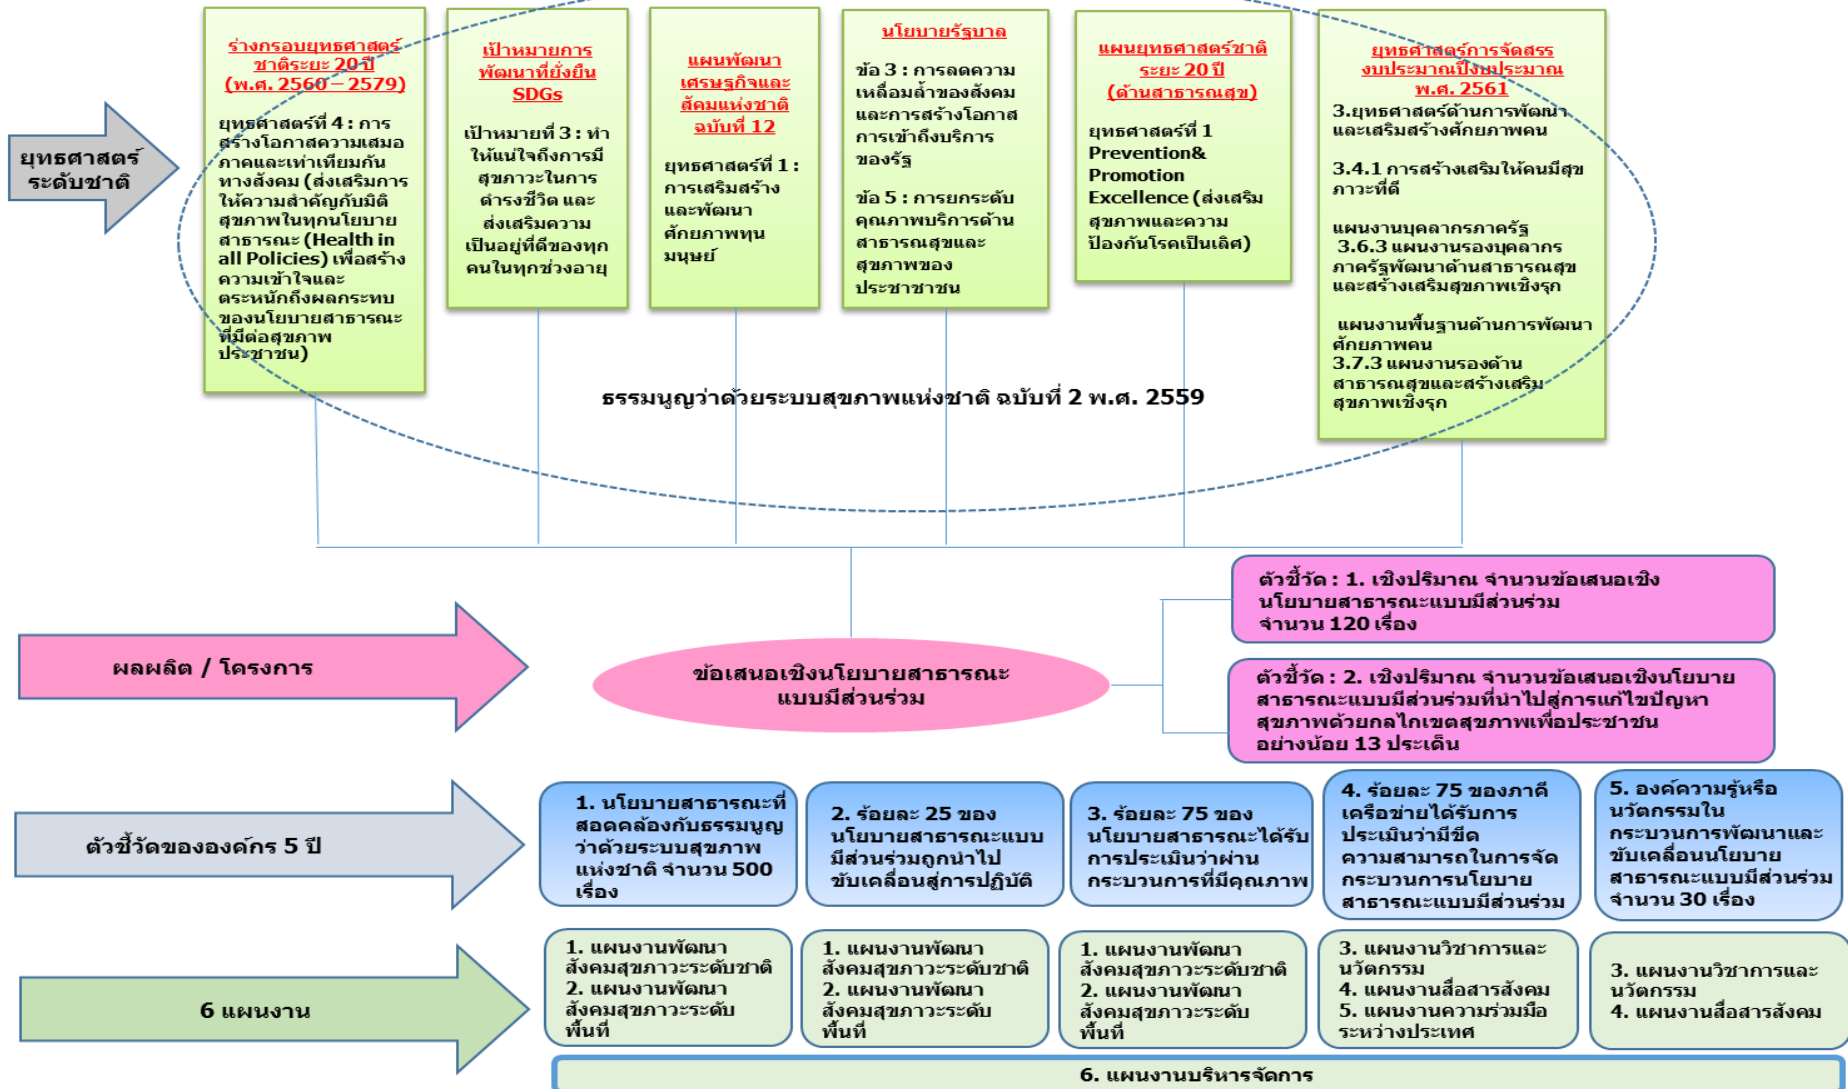 ยุทธศาสตร์
ระดับชาติ
ร่างกรอบยุทธศาสตร์
ชาติระยะ 20 ปี
(พ.ศ. 2560 – 2579)
ยุทธศาสตร์ที่ 4 : การ
สร้างโอกาสความเสมอ
ภาคและเท่าเทียมกัน
ทางสังคม (ส่งเสริมการ
ให้ความสำคัญกับมิติ
สุขภาพในทุกนโยบาย
สาธารณะ (Health in
all Policies) เพื่อสร้าง
ความเข้าใจและ
ตระหนักถึงผลกระทบ
ของนโยบายสาธารณะ
ที่มีต่อสุขภาพ
ประชาชน)
เป้าหมายการ
พัฒนาที่ยั่งยืน
SDGs
เป้าหมายที่ 3 : ทำ
ให้แน่ใจถึงการมี
สุขภาวะในการ
ดำรงชีวิต และ
ส่งเสริมความ
เป็นอยู่ที่ดีของทุก
คนในทุกช่วงอายุ
แผนพัฒนา
เศรษฐกิจและ
สังคมแห่งชาติ
ฉบับที่ 12
ยุทธศาสตร์ที่ 1 :
การเสริมสร้าง
และพัฒนา
ศักยภาพทุน
มนุษย์
นโยบายรัฐบาล
ข้อ 3 : การลดความ
เหลื่อมล้ำของสังคม
และการสร้างโอกาส
การเข้าถึงบริการ
ของรัฐ
ข้อ 5 : การยกระดับ
คุณภาพบริการด้าน
สาธารณสุขและ
สุขภาพของ
ประชาชาชน
แผนยุทธศาสตร์ชาติ
ระยะ 20 ปี
(ด้านสาธารณสุข)
ยุทธศาสตร์ที่ 1
Prevention&
Promotion
Excellence (ส่งเสริม
สุขภาพและความ
ป้องกันโรคเป็นเลิศ)
ยุทธศาสตร์การจัดสรร
งบประมาณปีงบประมาณ
พ.ศ. 2561
3.ยุทธศาสตร์ด้านการพัฒนา
และเสริมสร้างศักยภาพคน
3.4.1 การสร้างเสริมให้คนมีสุข
ภาวะที่ดี
แผนงานบุคลากรภาครัฐ
3.6.3 แผนงานรองบุคลากร
ภาครัฐพัฒนาด้านสาธารณสุข
และสร้างเสริมสุขภาพเชิงรุก
แผนงานพื้นฐานด้านการพัฒนา
ศักยภาพคน
3.7.3 แผนงานรองด้าน
สาธารณสุขและสร้างเสริม
สุขภาพเชิงรุก
ธรรมนูญว่าด้วยระบบสุขภาพแห่งชาติ ฉบับที่ 2 พ.ศ. 2559
ผลผลิต / โครงการ
ข้อเสนอเชิงนโยบายสาธารณะ
แบบมีส่วนร่วม
ตัวชี้วัด : 1. เชิงปริมาณ จำนวนข้อเสนอเชิง
นโยบายสาธารณะแบบมีส่วนร่วม
จำนวน 120 เรื่อง
ตัวชี้วัด : 2. เชิงปริมาณ จำนวนข้อเสนอเชิงนโยบาย
สาธารณะแบบมีส่วนร่วมที่นำไปสู่การแก้ไขปัญหา
สุขภาพด้วยกลไกเขตสุขภาพเพื่อประชาชน
อย่างน้อย 13 ประเด็น
ตัวชี้วัดขององค์กร 5 ปี
1. นโยบายสาธารณะที่
สอดคล้องกับธรรมนูญ
ว่าด้วยระบบสุขภาพ
แห่งชาติ จำนวน 500
เรื่อง
2. ร้อยละ 25 ของ
นโยบายสาธารณะแบบ
มีส่วนร่วมถูกนำไป
ขับเคลื่อนสู่การปฏิบัติ
3. ร้อยละ 75 ของ
นโยบายสาธารณะได้รับ
การประเมินว่าผ่าน
กระบวนการที่มีคุณภาพ
4. ร้อยละ 75 ของภาคี
เครือข่ายได้รับการ
ประเมินว่ามีขีด
ความสามารถในการจัด
กระบวนการนโยบาย
สาธารณะแบบมีส่วนร่วม
5. องค์ความรู้หรือ
นวัตกรรมใน
กระบวนการพัฒนาและ
ขับเคลื่อนนโยบาย
สาธารณะแบบมีส่วนร่วม
จำนวน 30 เรื่อง
6 แผนงาน
1. แผนงานพัฒนา
สังคมสุขภาวะระดับชาติ
2. แผนงานพัฒนา
สังคมสุขภาวะระดับ
พื้นที่
1. แผนงานพัฒนา
สังคมสุขภาวะระดับชาติ
2. แผนงานพัฒนา
สังคมสุขภาวะระดับ
พื้นที่
1. แผนงานพัฒนา
สังคมสุขภาวะระดับชาติ
2. แผนงานพัฒนา
สังคมสุขภาวะระดับ
พื้นที่
3. แผนงานวิชาการและ
นวัตกรรม
4. แผนงานสื่อสารสังคม
5. แผนงานความร่วมมือ
ระหว่างประเทศ
3. แผนงานวิชาการและ
นวัตกรรม
4. แผนงานสื่อสารสังคม
6. แผนงานบริหารจัดการ